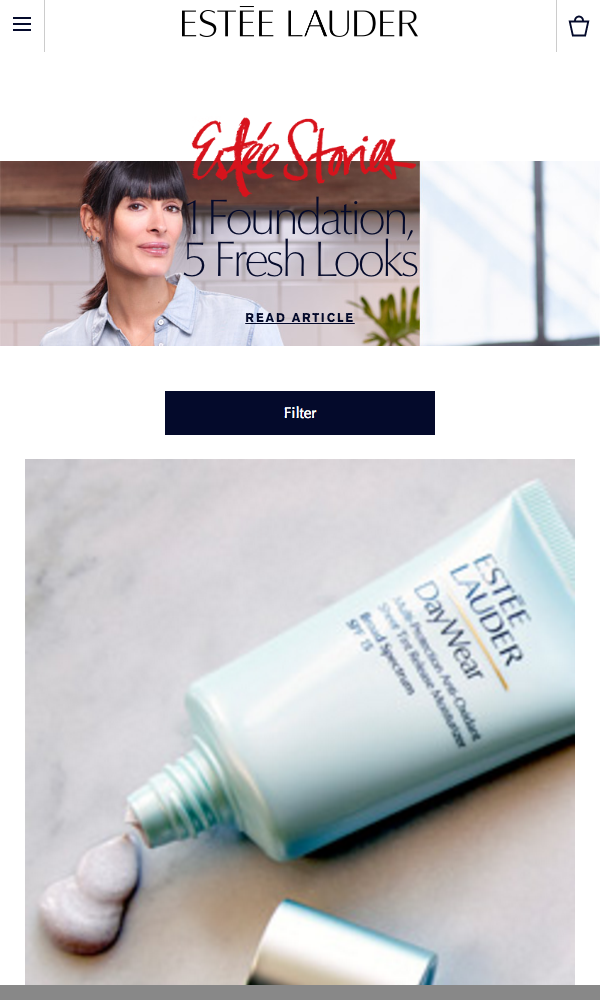 ESTĒE LAUDER
Estée Stories
1 Foundation,
5 Fresh Looks
READ ARTICLE
Filter
ESTĒE
LAUDER
DayWear
Multi-Protection Anti-Oxidant
Sheer Tint Release Moisturizer
Broad Spectrum
SPF 15